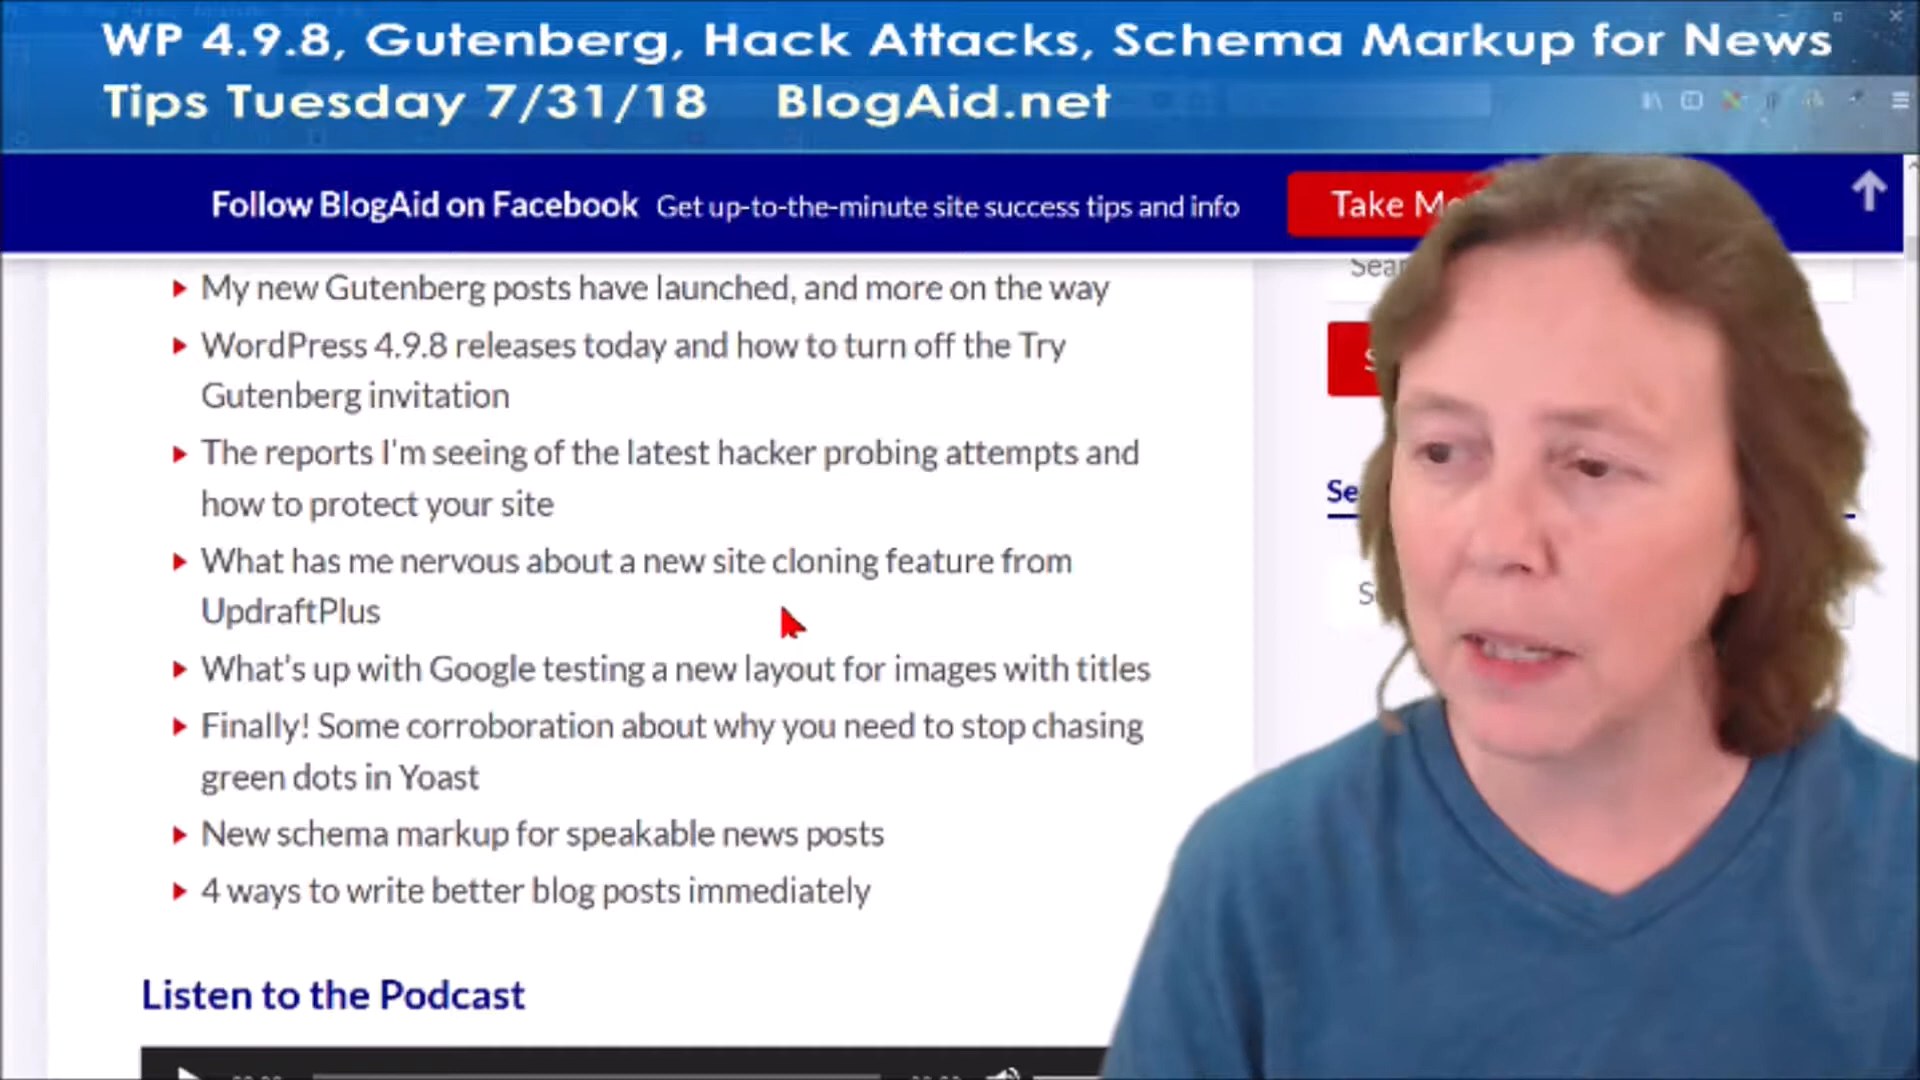 WP 4.9.8, Gutenberg, Hack Attacks, Schema Markup for News
Tips Tuesday 7/31/18 BlogAid.net
Follow BlogAid on Facebook Get up-to-the-minute site success tips and info
Take
My new Gutenberg posts have launched, and more on the way
WordPress 4.9.8 releases today and how to turn off the Try
Gutenberg invitation
The reports I'm seeing of the latest hacker probing attempts and
how to protect your site
What has me nervous about a new site cloning feature from
UpdraftPlus
What's up with Google testing a new layout for images with titles
Finally! Some corroboration about why you need to stop chasing
green dots in Yoast
New schema markup for speakable news posts
4 ways to write better blog posts immediately
Listen to the Podcast